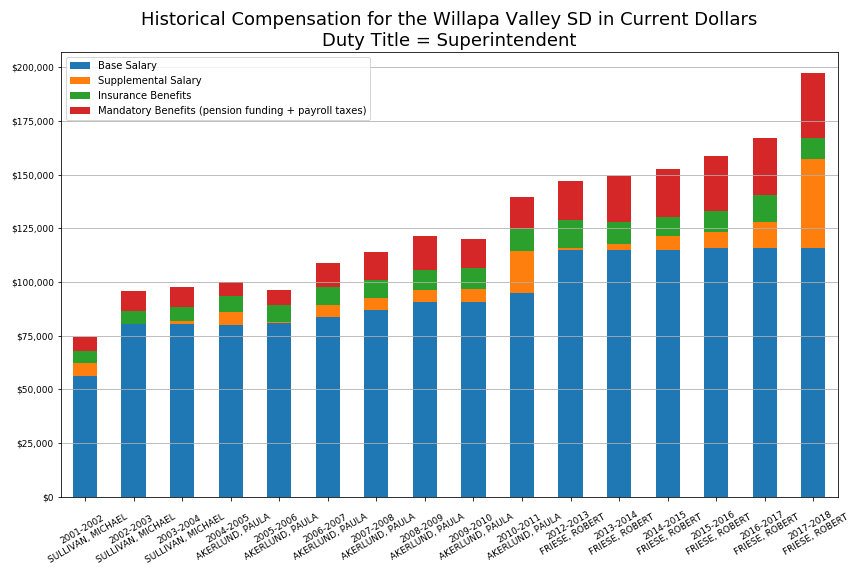 Historical Compensation for the Willapa Valley SD in Current Dollars
Duty Title = Superintendent
Base Salary
Supplemental Salary
Insurance Benefits
Mandatory Benefits (pension funding + payroll taxes)
$200,000
$175,000
$150,000
$125,000
$100,000
$75,000
$50,000
$25,000
$0
2001-2002
SULLIVAN, MICHAEL
2002-2003
SULLIVAN, MICHAEL
2003-2004
SULLIVAN, MICHAEL
2004-2005
AKERLUND, PAULA
2005-2006
AKERLUND, PAULA
2006-2007
AKERLUND, PAULA
2007-2008
AKERLUND, PAULA
2008-2009
AKERLUND, PAULA
2009-2010
AKERLUND, PAULA
2010-2011
AKERLUND, PAULA
2012-2013
FRIESE, ROBERT
2013-2014
FRIESE, ROBERT
2014-2015
FRIESE, ROBERT
2015-2016
FRIESE, ROBERT
2016-2017
FRIESE, ROBERT
2017-2018
FRIESE, ROBERT